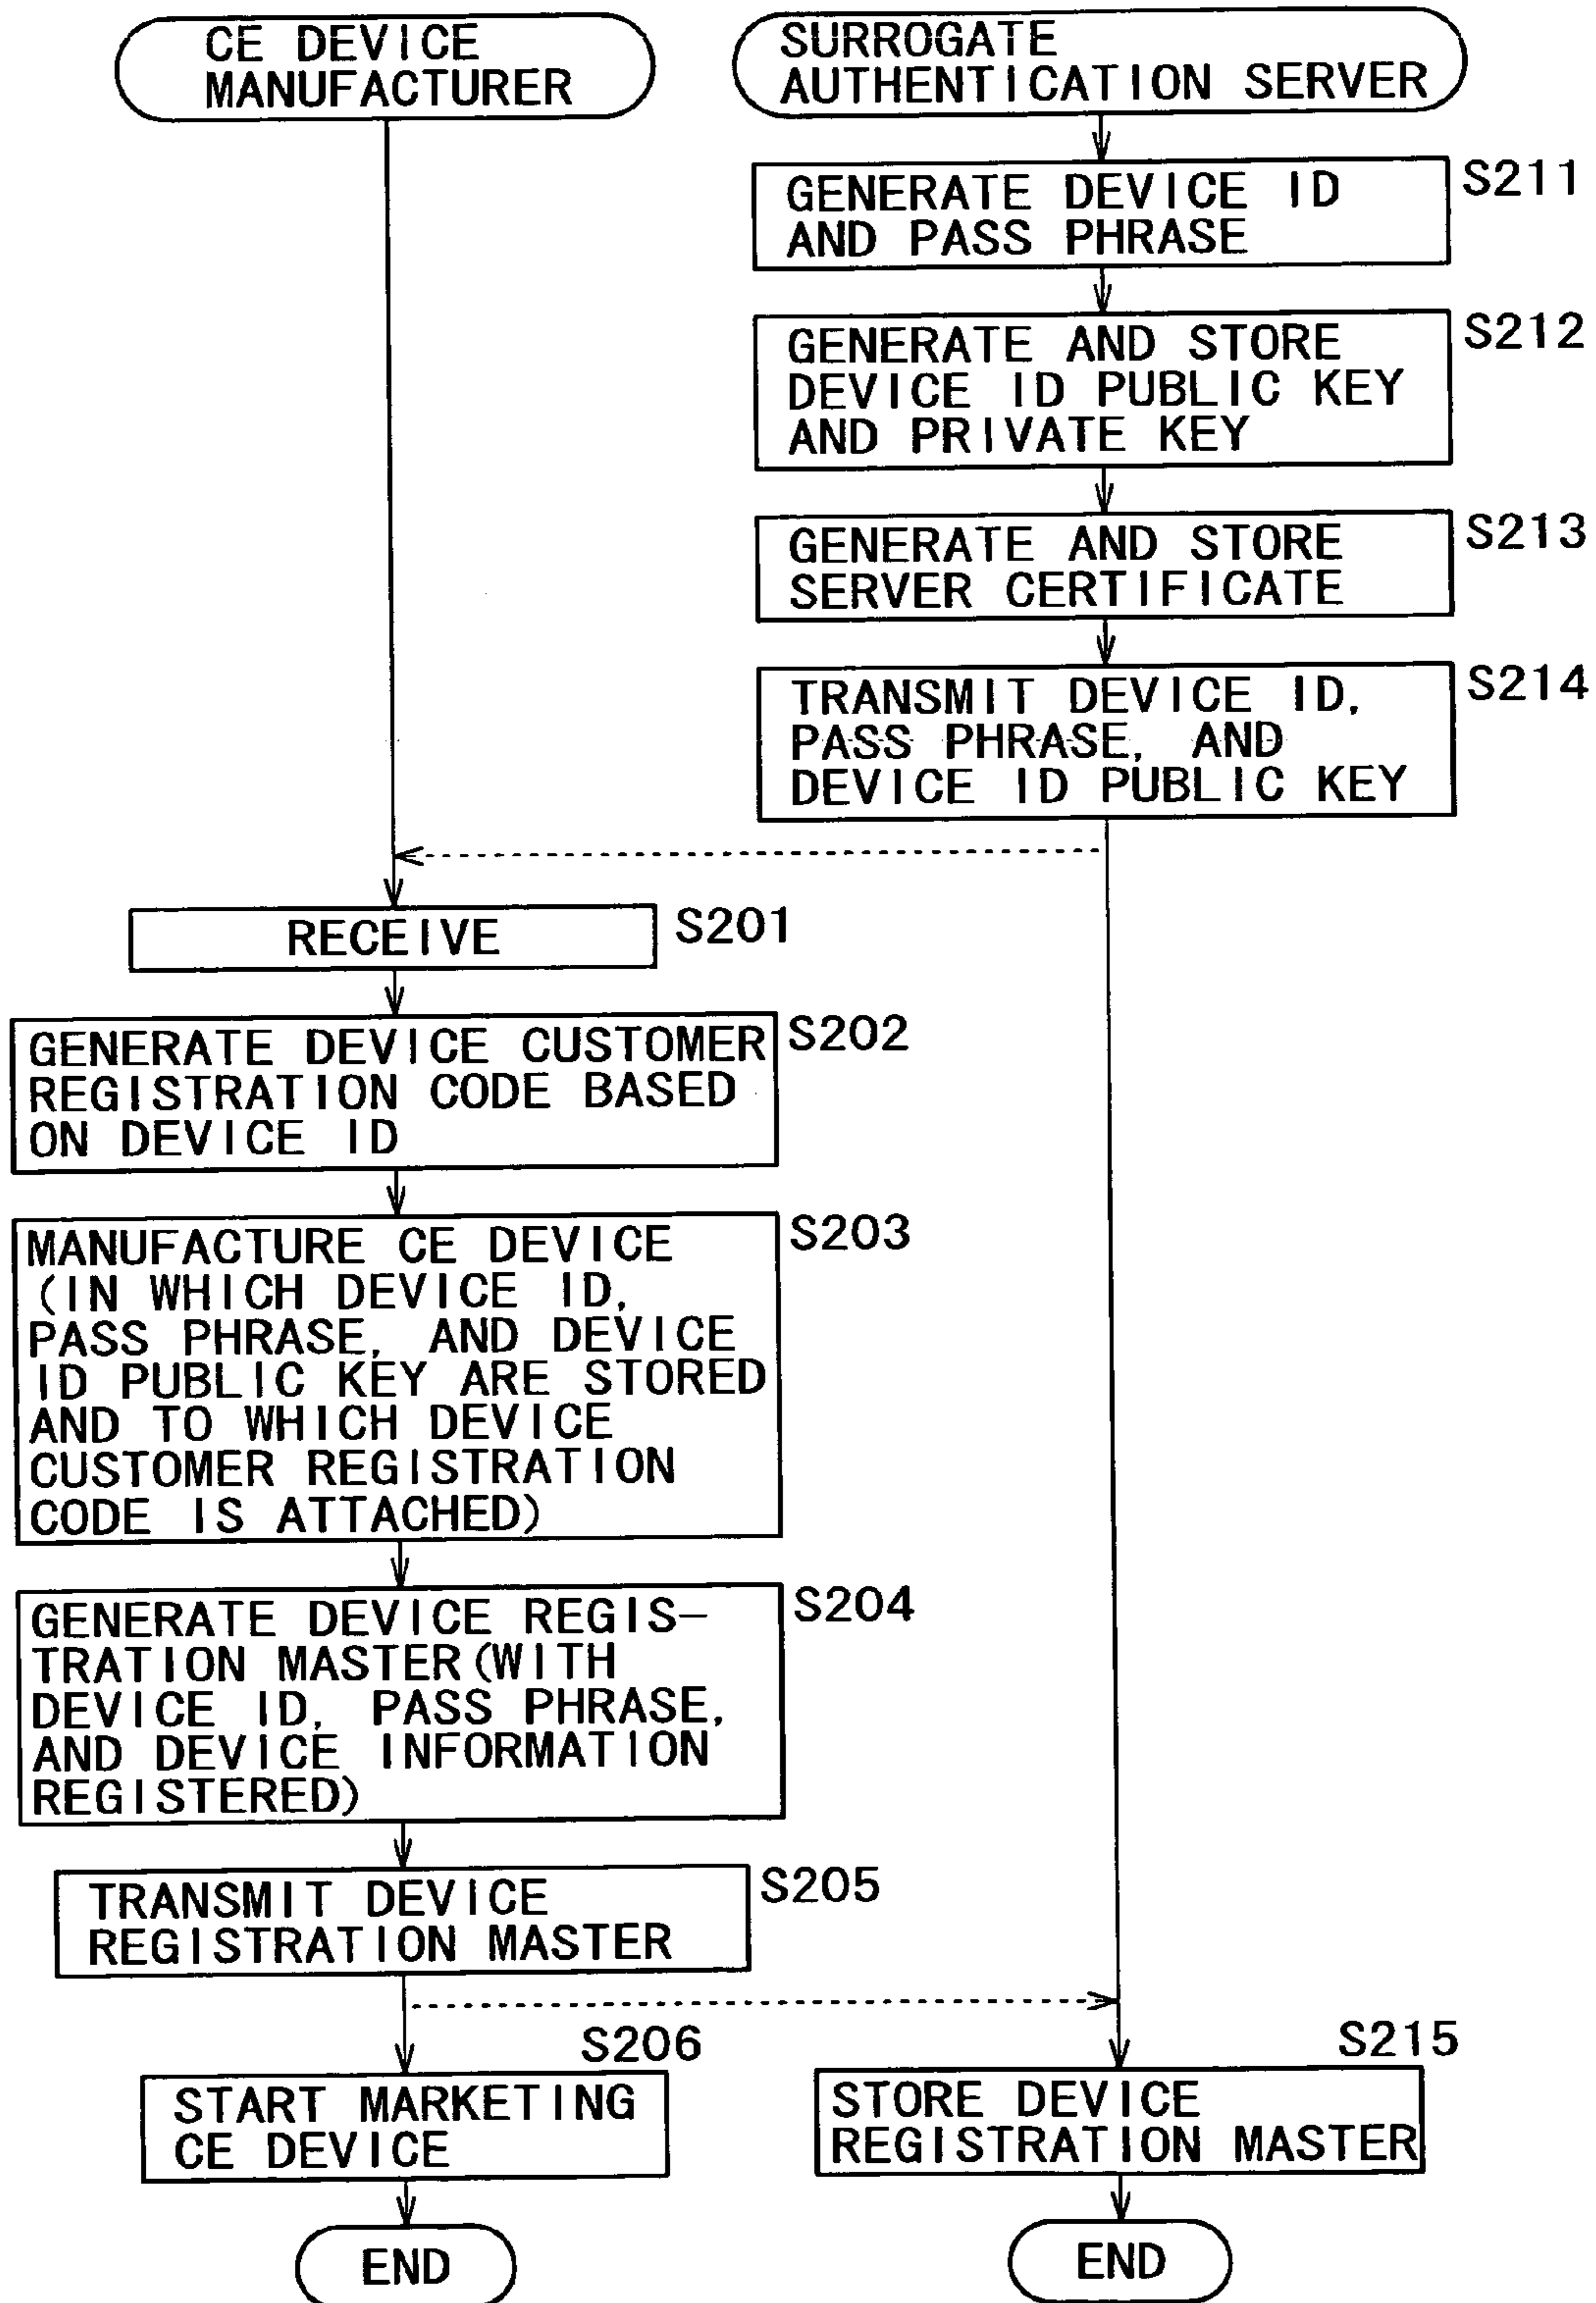 CE DEVICE
MANUFACTURER
SURROGATE
AUTHENTICATION SERVER
GENERATE DEVICE ID
AND PASS PHRASE
S211
GENERATE AND STORE
DEVICE ID PUBLIC KEY
AND PRIVATE KEY
S212
GENERATE AND STORE
SERVER CERTIFICATE
S213
TRANSMIT DEVICE ID,
PASS PHRASE, AND
DEVICE ID PUBLIC KEY
S214
RECEIVE
S201
GENERATE DEVICE CUSTOMER
REGISTRATION CODE BASED
ON DEVICE ID
S202
MANUFACTURE CE DEVICE
(IN WHICH DEVICE ID,
PASS PHRASE, AND DEVICE
ID PUBLIC KEY ARE STORED
AND TO WHICH DEVICE
CUSTOMER REGISTRATION
CODE IS ATTACHED)
S203
GENERATE DEVICE REGIS-
TRATION MASTER(WITH
DEVICE ID, PASS PHRASE,
AND DEVICE INFORMATION
REGISTERED)
S204
TRANSMIT DEVICE
REGISTRATION MASTER
S205
S206
START MARKETING
CE DEVICE
S215
STORE DEVICE
REGISTRATION MASTER
END
END